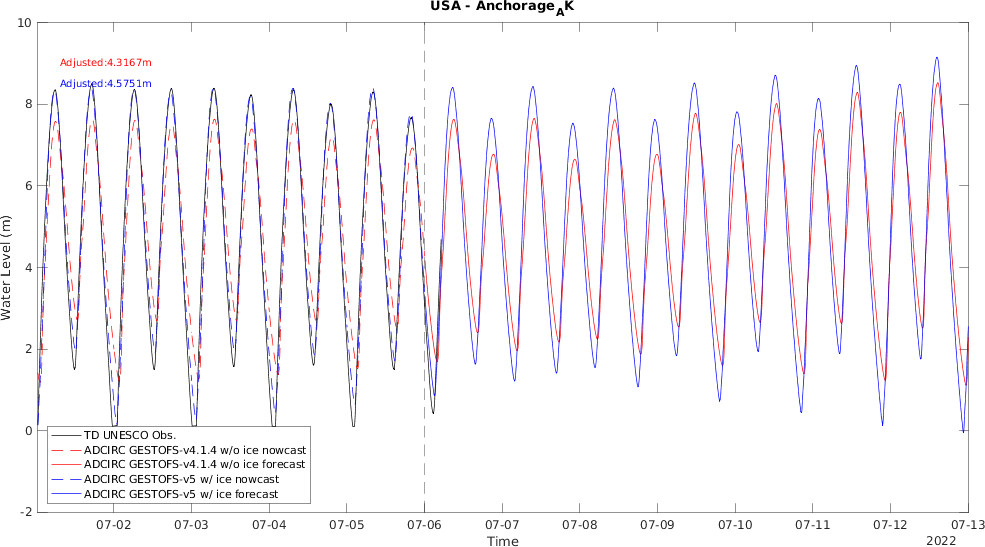 USA - Anchorage_AK
10
8
6
4
2
0
-2
Water Level (m)
Adjusted:4.3167m
Adjusted:4.5751m
TD UNESCO Obs.
ADCIRC GESTOFS-v4.1.4 w/o ice nowcast
ADCIRC GESTOFS-v4.1.4 w/o ice forecast
ADCIRC GESTOFS-v5 w/ ice nowcast
ADCIRC GESTOFS-v5 w/ ice forecast
07-02 07-03 07-04 07-05 07-06 07-07 07-08 07-09 07-10 07-11 07-12 07-13
Time
2022